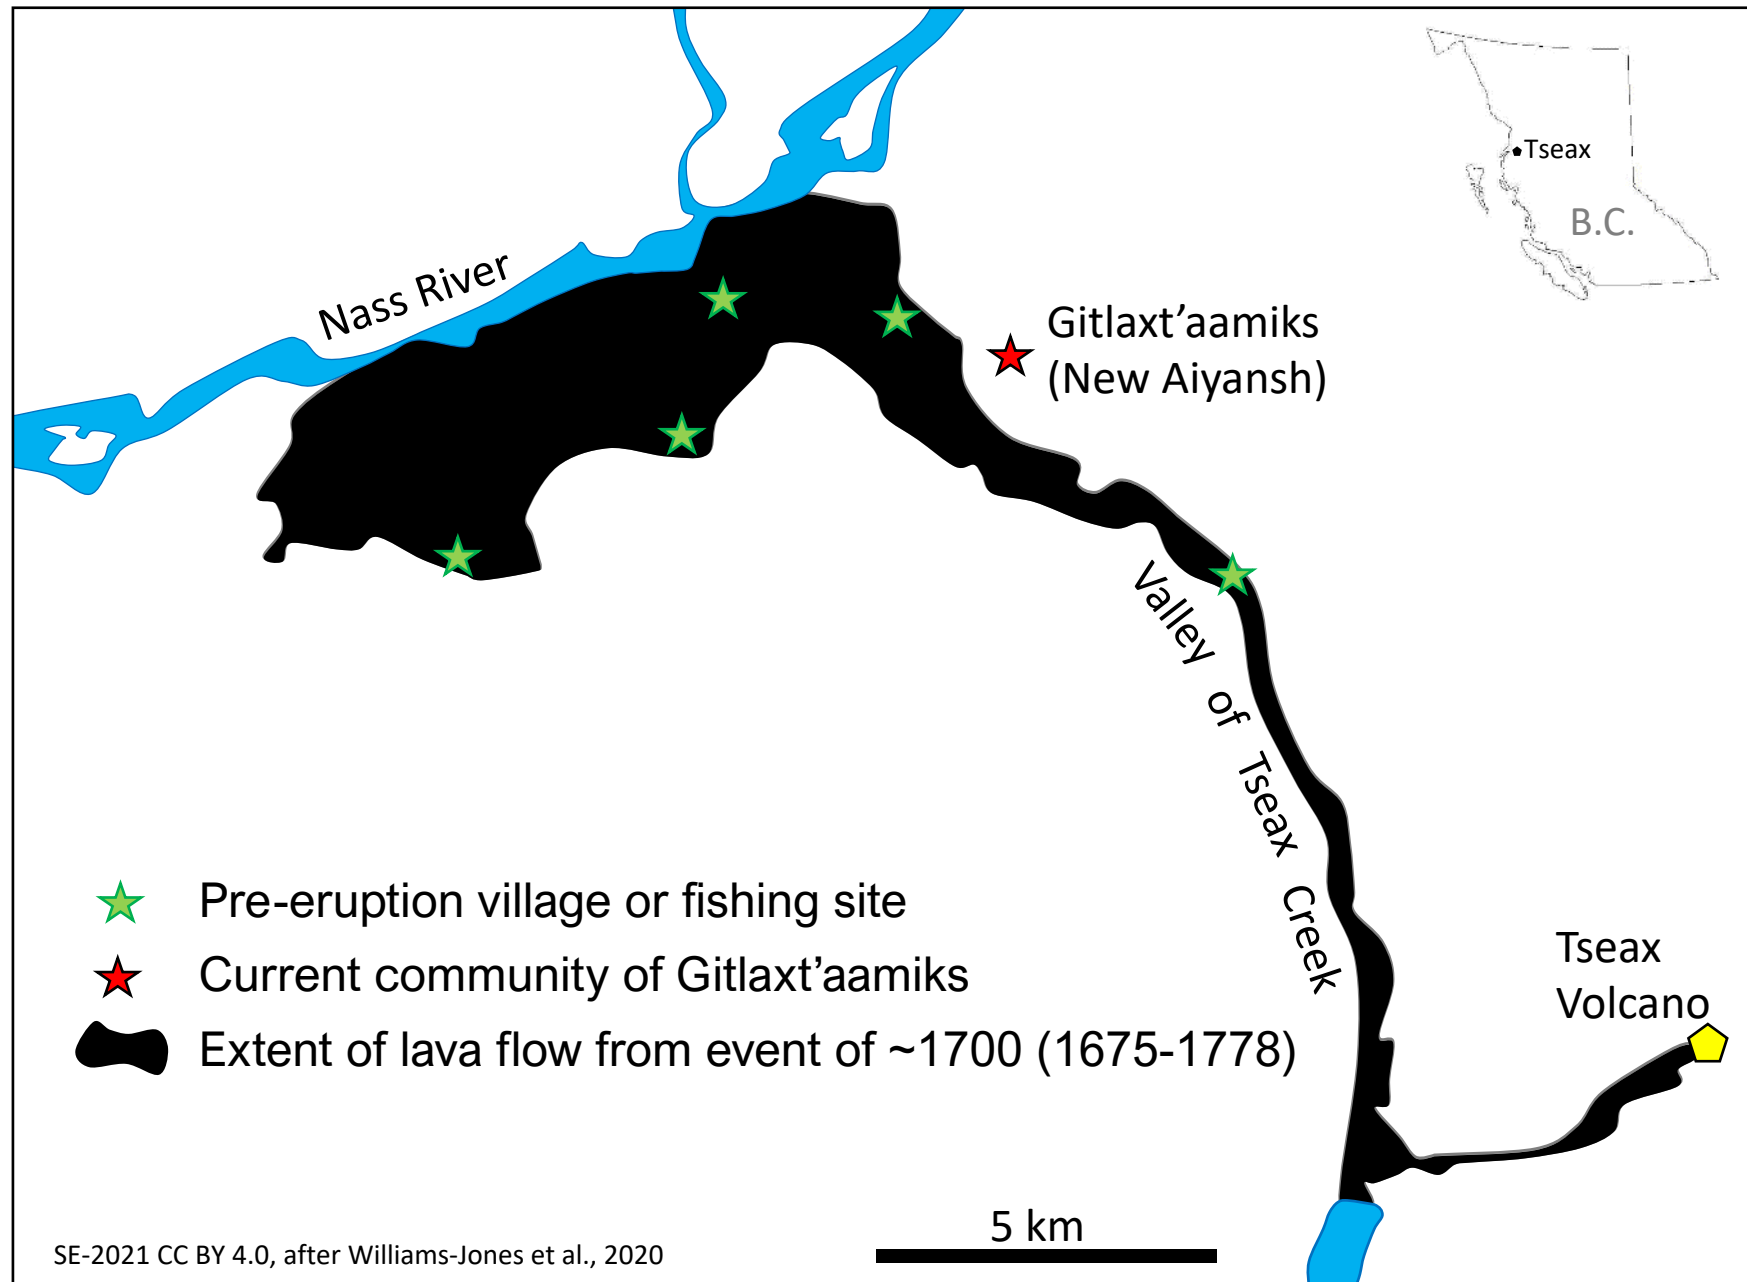 Tseax
B.C.
Nass River
Gitlaxt’aamiks
(New Aiyansh)
Valley of Tseax Creek
Pre-eruption village or fishing site
Current community of Gitlaxt’aamiks
Extent of lava flow from event of ~1700 (1675-1778)
Tseax
Volcano
5 km
SE-2021 CC BY 4.0, after Williams-Jones et al., 2020